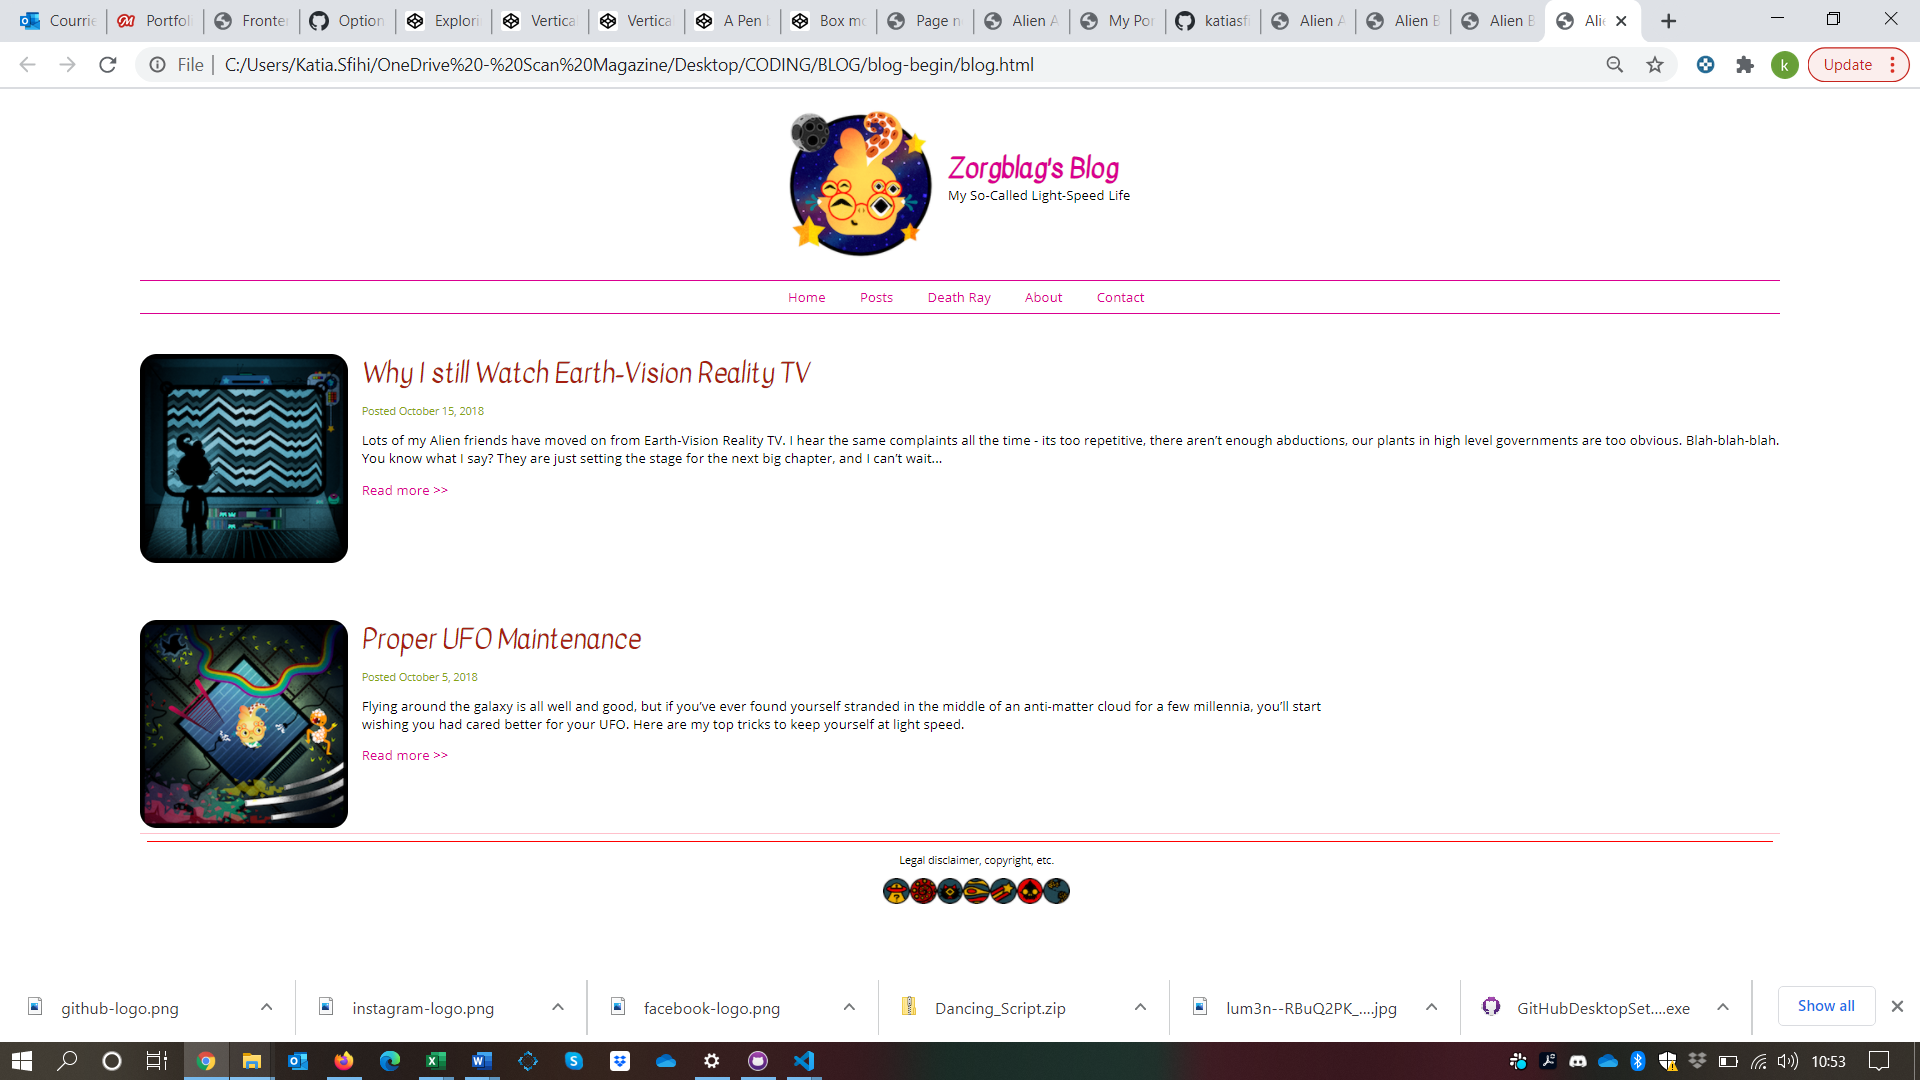 Courrie
Portfol
Fronter
Option
Explorin
Vertica
Vertica
A Pen b
Box mo
Page n
Alien A
My Por
katiasfi
Alien A
Alien B
Alien B
Alie
File
C:/Users/Katia.Sfihi/OneDrive%20-%20Scan%20Magazine/Desktop/CODING/BLOG/blog-begin/blog.html
k
Update
Zorgblag's Blog
My So-Called Light-Speed Life
Home Posts Death Ray About Contact
Why I still Watch Earth-Vision Reality TV
Posted October 15, 2018
Lots of my Alien friends have moved on from Earth-Vision Reality TV. I hear the same complaints all the time - its too repetitive, there aren’t enough abductions, our plants in high level governments are too obvious. Blah-blah-blah.
You know what I say? They are just setting the stage for the next big chapter, and I can’t wait...
Read more >>
Proper UFO Maintenance
Posted October 5, 2018
Flying around the galaxy is all well and good, but if you’ve ever found yourself stranded in the middle of an anti-matter cloud for a few millennia, you’ll start
wishing you had cared better for your UFO. Here are my top tricks to keep yourself at light speed.
Read more >>
Legal disclaimer, copyright, etc.
github-logo.png
instagram-logo.png
facebook-logo.png
Dancing_Script.zip
lum3n--RBuQ2PK_....jpg
GitHubDesktopSet....exe
Show all
10:53